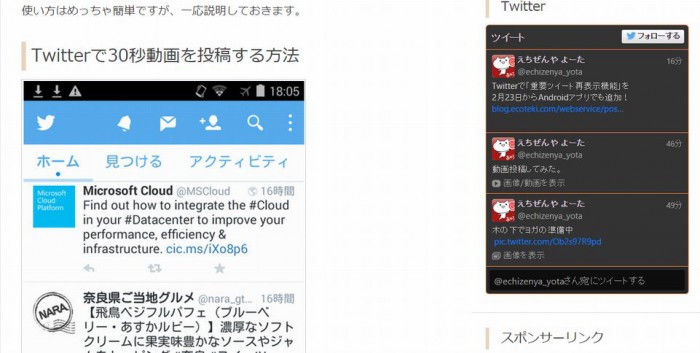 使い方はめっちゃ簡単ですが、一応説明しておきます。
Twitterで30秒動画を投稿する方法
18:05
ホーム 見つける アクティビティ
Microsoft Cloud Platform
Microsoft Cloud @MSCloud 16時間
Find out how to integrate the #Cloud
in your #Datacenter to improve your
performance, efficiency &
infrastructure. cic.ms/iXo8p6
NARA
奈良県ご当地グルメ @nara_gt... 16時間
【飛鳥ベジフルパフェ（ブルーベ
リー・あすかルビー）】濃厚なソフト
クリームに果実味豊かなソースやジャ
Twitter
ツイート フォローする
えちぜんや よーた 16分
@echizenya_yota
Twitterで「重要ツイート再表示機能」を
2月23日からAndroidアプリでも追加！
blog.ecoteki.com/webservice/pos...
えちぜんや よーた 46分
@echizenya_yota
動画投稿してみた。
画像/動画を表示
えちぜんや よーた 49分
@echizenya_yota
木の下でヨガの準備中
pic.twitter.com/Ob2s97R9pd
画像を表示
@echizenya_yotaさん宛にツイートする
スポンサーリンク